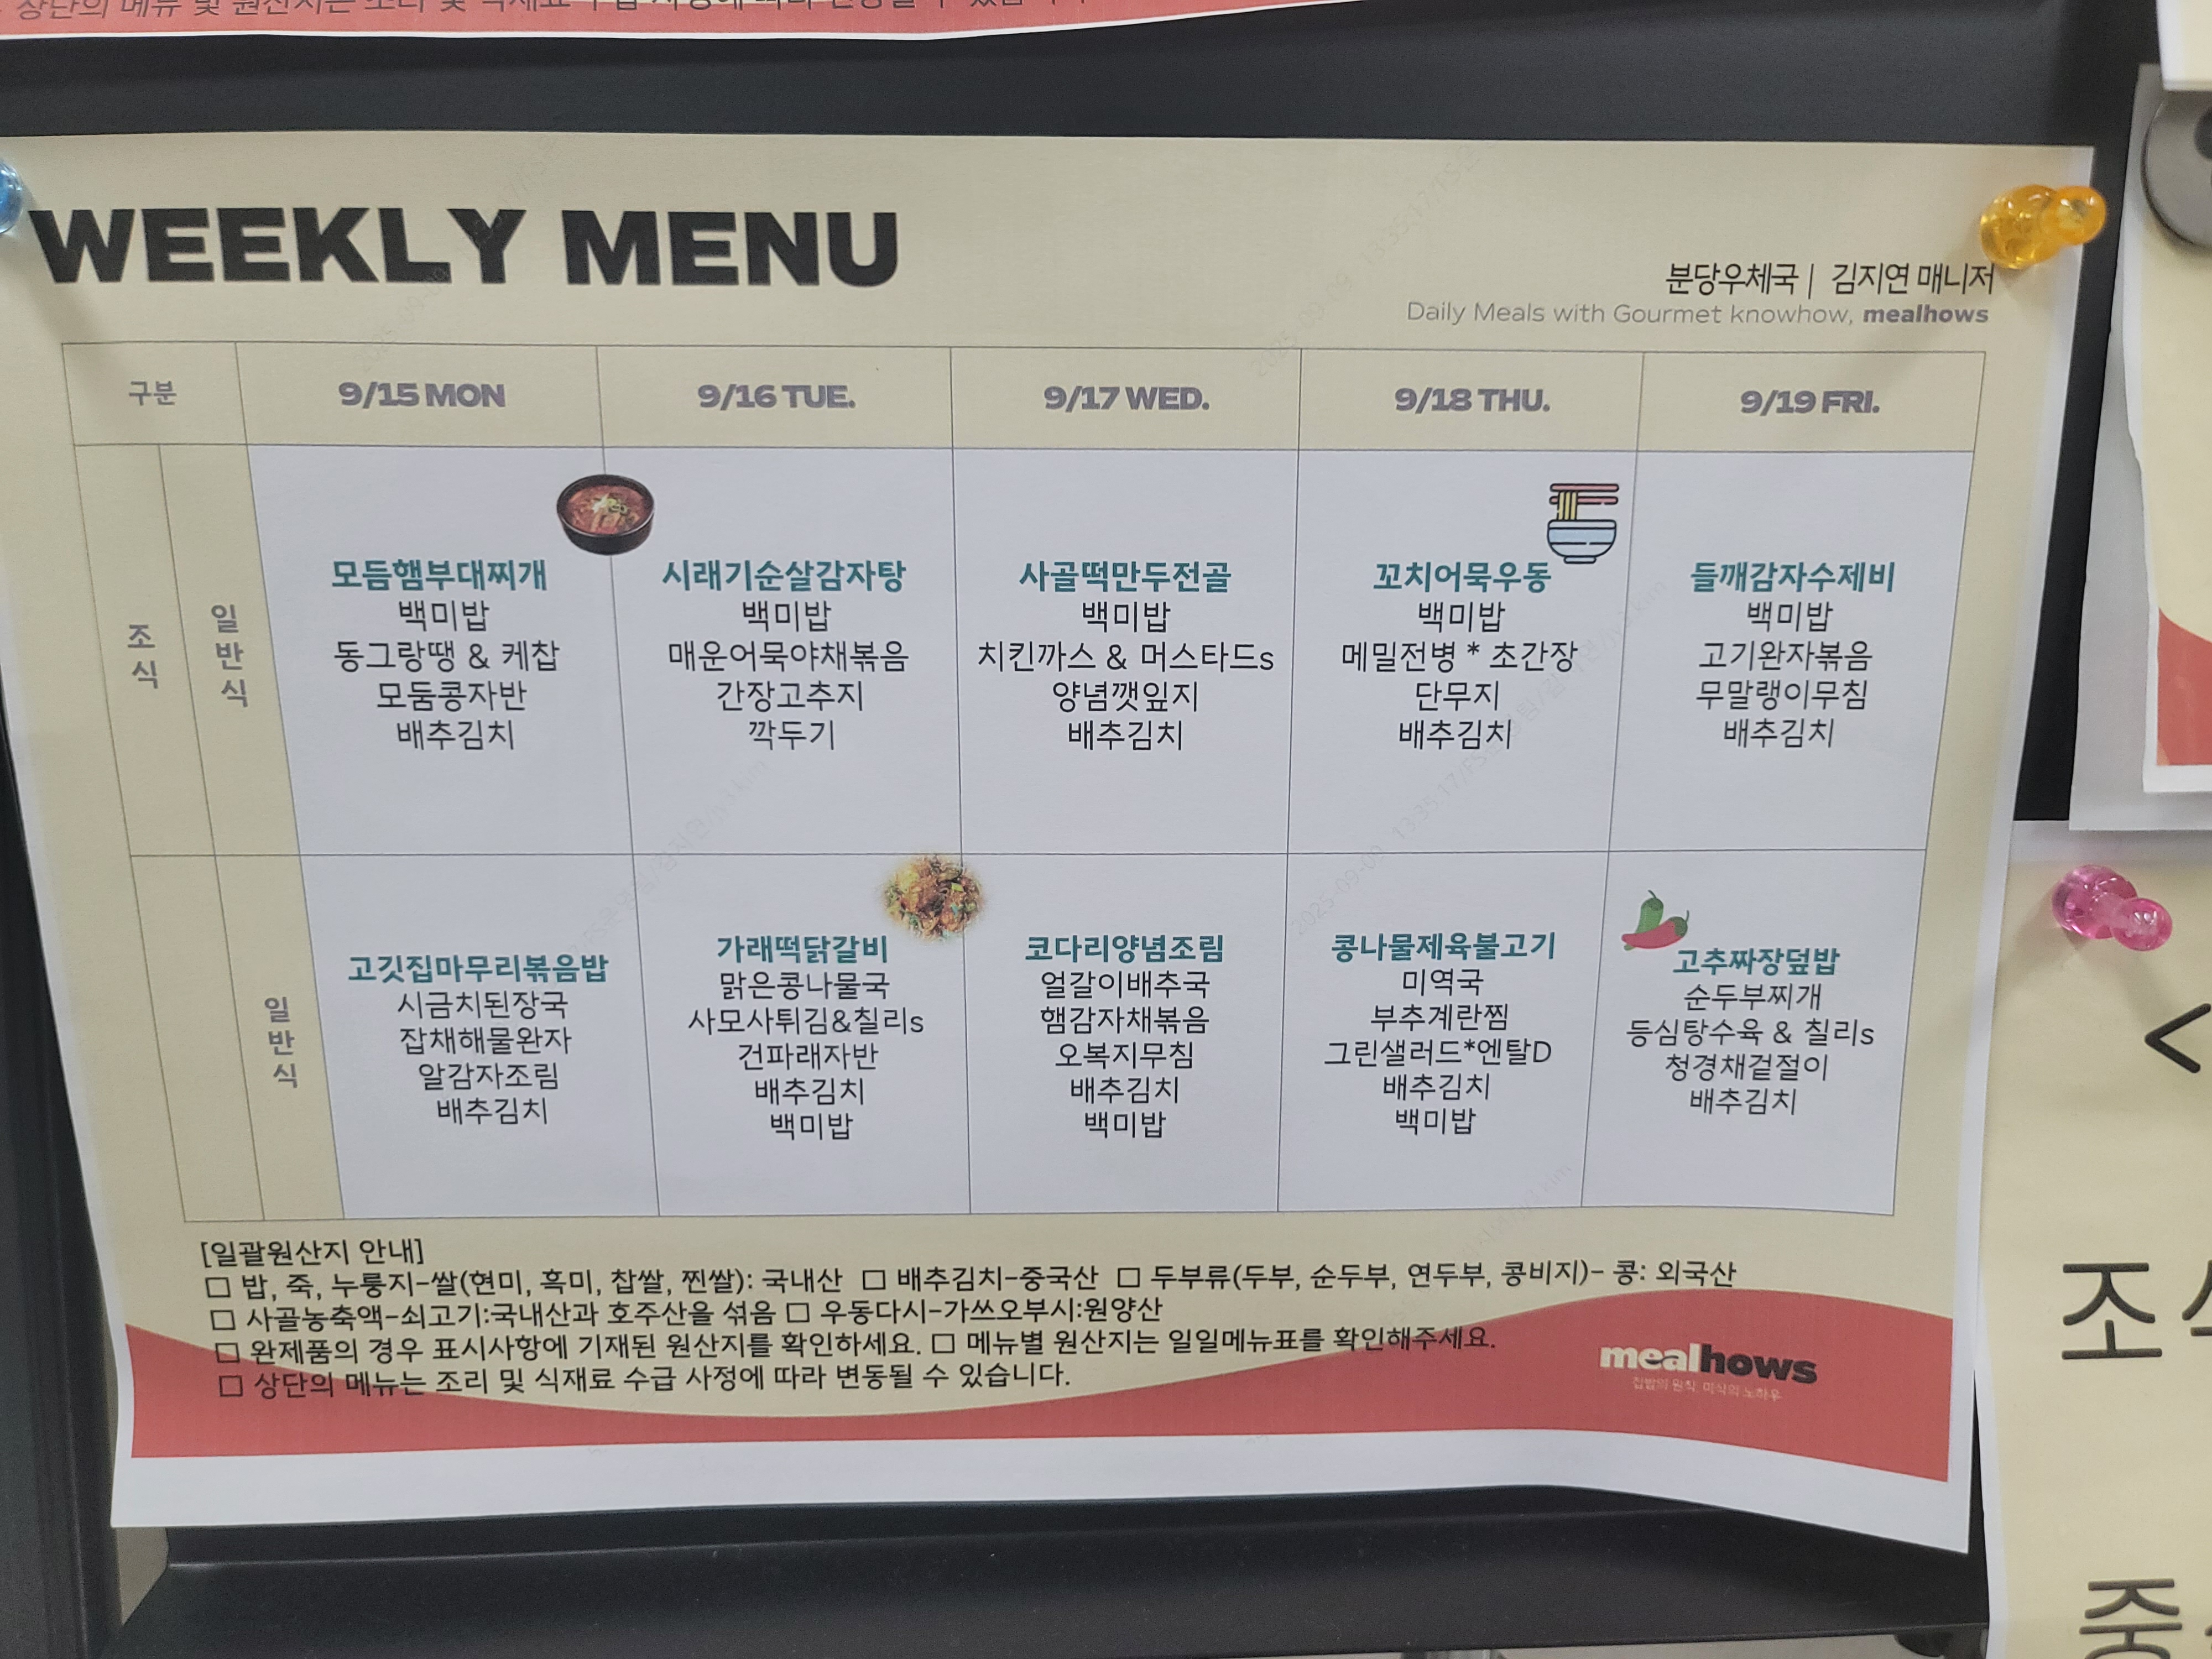 상단의 메뉴 및 원산지는 조리 및
WEEKLY MENU
분당우체국 | 김지연 매니저
Daily Meals with Gourmet knowhow, mealhows
구분
9/15 MON
9/16 TUE.
9/17 WED.
9/18 THU.
9/19 FRI.
조식
일반식
모듬햄부대찌개
백미밥
동그랑땡 & 케찹
모둠콩자반
배추김치
시래기순살감자탕
백미밥
매운어묵야채볶음
간장고추지
깍두기
사골떡만두전골
백미밥
치킨까스 & 머스타드s
양념깻잎지
배추김치
꼬치어묵우동
백미밥
메밀전병 * 초간장
단무지
배추김치
들깨감자수제비
백미밥
고기완자볶음
무말랭이무침
배추김치
일반식
고깃집마무리볶음밥
시금치된장국
잡채해물완자
알감자조림
배추김치
가래떡닭갈비
맑은콩나물국
사모사튀김&칠리s
건파래자반
배추김치
백미밥
코다리양념조림
얼갈이배추국
햄감자채볶음
오복지무침
배추김치
백미밥
콩나물제육불고기
미역국
부추계란찜
그린샐러드*엔탈D
배추김치
백미밥
고추짜장덮밥
순두부찌개
등심탕수육 & 칠리s
청경채겉절이
배추김치
[일괄원산지 안내]
□ 밥, 죽, 누룽지-쌀(현미, 흑미, 찹쌀, 찐쌀): 국내산 □ 배추김치-중국산 □ 두부류(두부, 순두부, 연두부, 콩비지)- 콩: 외국산
□ 사골농축액-쇠고기:국내산과 호주산을 섞음 □ 우동다시-가쓰오부시:원양산
□ 완제품의 경우 표시사항에 기재된 원산지를 확인하세요. □ 메뉴별 원산지는 일일메뉴표를 확인해주세요.
□ 상단의 메뉴는 조리 및 식재료 수급 사정에 따라 변동될 수 있습니다.
mealhows
집밥의 원칙, 미식의 노하우
<
조
중